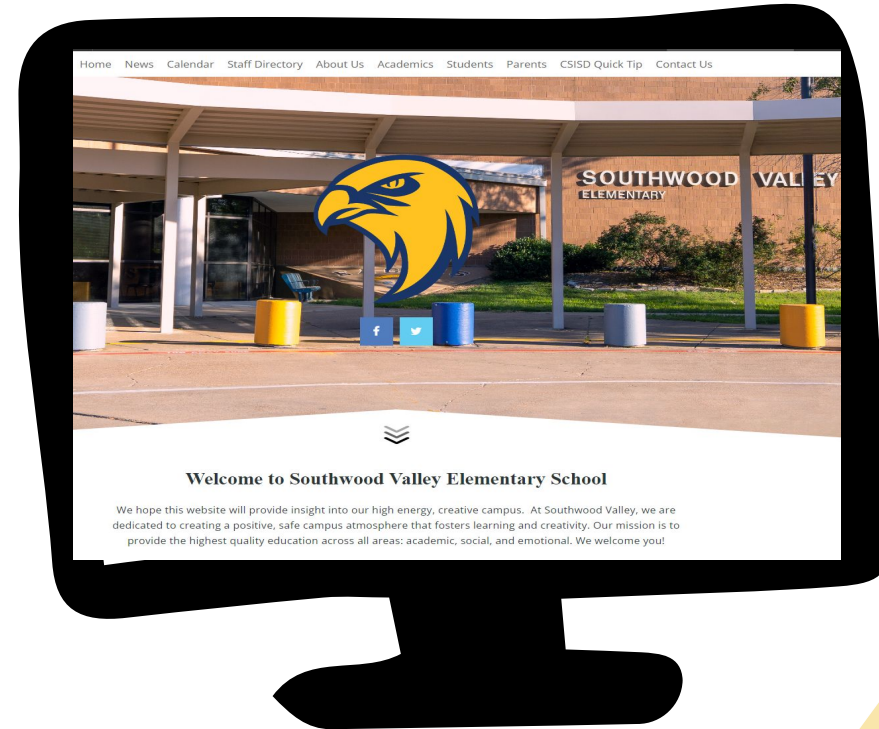 Home News Calendar Staff Directory About Us Academics Students Parents CSISD Quick Tip Contact Us
SOUTHWOOD VALLEY
ELEMENTARY
Welcome to Southwood Valley Elementary School
We hope this website will provide insight into our high energy, creative campus. At Southwood Valley, we are
dedicated to creating a positive, safe campus atmosphere that fosters learning and creativity. Our mission is to
provide the highest quality education across all areas: academic, social, and emotional. We welcome you!